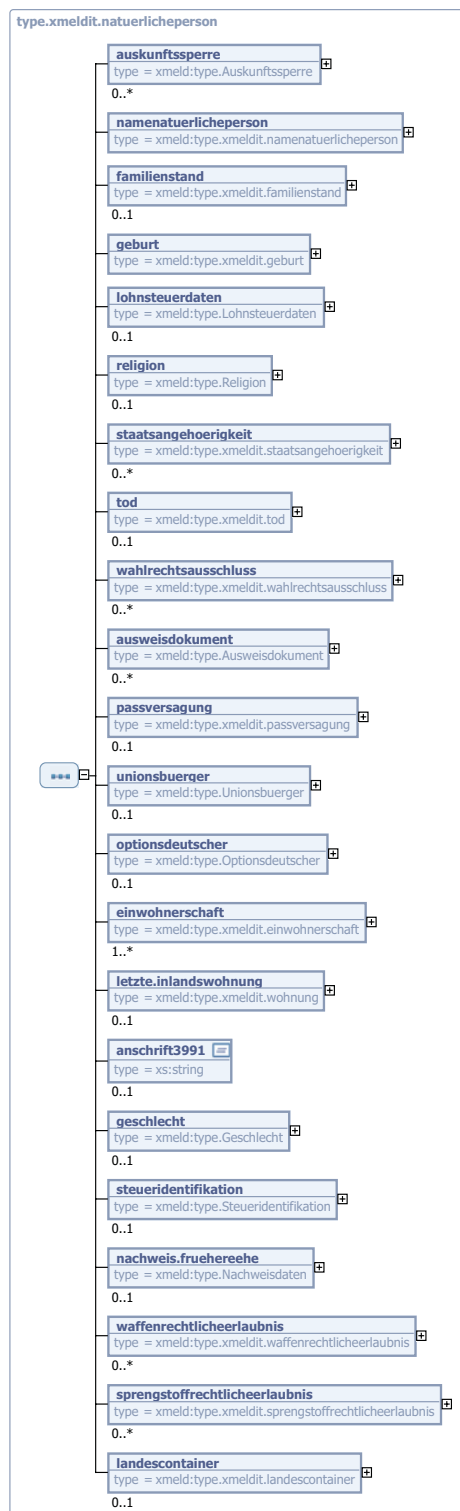 type.xmeldit.natuerlicheperson
auskunftssperre
type = xmeld:type.Auskunftssperre
0..*
namenatuerlicheperson
type = xmeld:type.xmeldit.namenatuerlicheperson
familienstand
type = xmeld:type.xmeldit.familienstand
0..1
geburt
type = xmeld:type.xmeldit.geburt
lohnsteuerdaten
type = xmeld:type.Lohnsteuerdaten
0..1
religion
type = xmeld:type.Religion
0..1
staatsangehoerigkeit
type = xmeld:type.xmeldit.staatsangehoerigkeit
0..*
tod
type = xmeld:type.xmeldit.tod
0..1
wahlrechtsausschluss
type = xmeld:type.xmeldit.wahlrechtsausschluss
0..*
ausweisdokument
type = xmeld:type.Ausweisdokument
0..*
passversagung
type = xmeld:type.xmeldit.passversagung
0..1
unionsbuerger
type = xmeld:type.Unionsbuerger
0..1
optionsdeutscher
type = xmeld:type.Optionsdeutscher
0..1
einwohnerschaft
type = xmeld:type.xmeldit.einwohnerschaft
1..*
letzte.inlandswohnung
type = xmeld:type.xmeldit.wohnung
0..1
anschrift3991
type = xs:string
0..1
geschlecht
type = xmeld:type.Geschlecht
0..1
steueridentifikation
type = xmeld:type.Steueridentifikation
0..1
nachweis.fruehereehe
type = xmeld:type.Nachweisdaten
0..1
waffenrechtlicheerlaubnis
type = xmeld:type.xmeldit.waffenrechtlicheerlaubnis
0..*
sprengstoffrechtlicheerlaubnis
type = xmeld:type.xmeldit.sprengstoffrechtlicheerlaubnis
0..*
landescontainer
type = xmeld:type.xmeldit.landescontainer
0..1